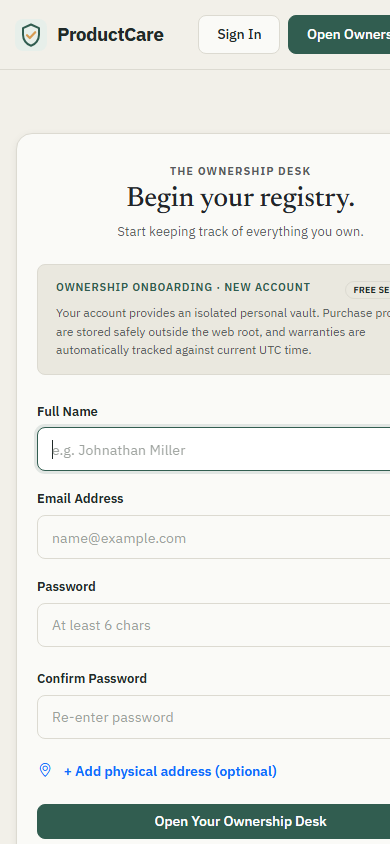 ProductCare
Sign In
Open Owners
THE OWNERSHIP DESK
Begin your registry.
Start keeping track of everything you own.
OWNERSHIP ONBOARDING · NEW ACCOUNT
FREE SE
Your account provides an isolated personal vault. Purchase pro
are stored safely outside the web root, and warranties are
automatically tracked against current UTC time.
Full Name
e.g. Johnathan Miller
Email Address
name@example.com
Password
At least 6 chars
Confirm Password
Re-enter password
+ Add physical address (optional)
Open Your Ownership Desk